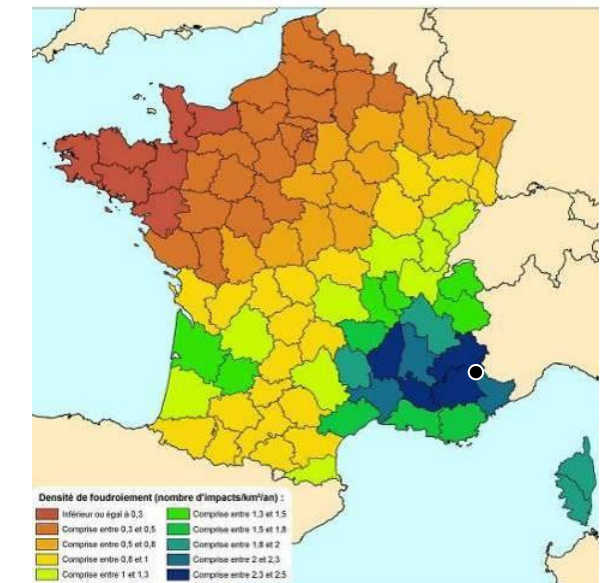 Densité de foudroiement (nombre d'impacts/km²/an) :
Inférieur ou égal à 0,3
Comprise entre 0,3 et 0,5
Comprise entre 0,5 et 0,8
Comprise entre 0,8 et 1
Comprise entre 1 et 1,3
Comprise entre 1,3 et 1,5
Comprise entre 1,5 et 1,8
Comprise entre 1,8 et 2
Comprise entre 2 et 2,3
Comprise entre 2,3 et 2,5